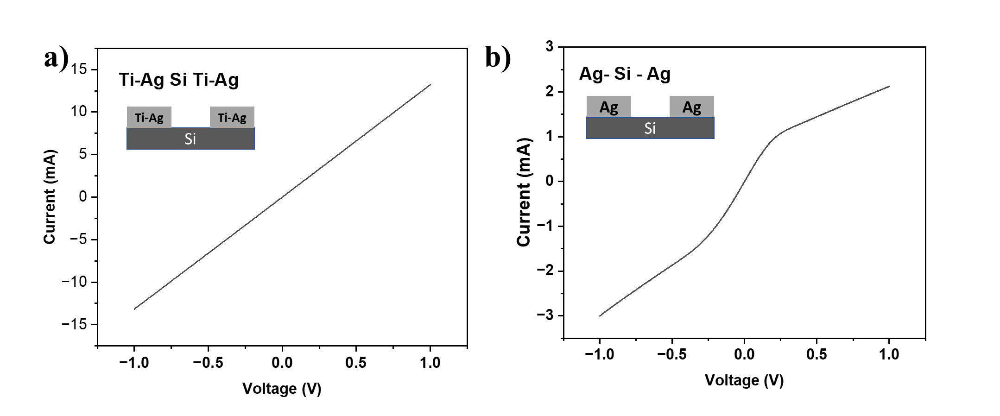 a)
Ti-Ag Si Ti-Ag
Ti-Ag Ti-Ag
Si
15
10
5
0
−5
−10
−15
Current (mA)
−1.0 −0.5 0.0 0.5 1.0
Voltage (V)
b)
Ag- Si - Ag
Ag Ag
Si
3
2
1
0
−1
−2
−3
Current (mA)
−1.0 −0.5 0.0 0.5 1.0
Voltage (V)